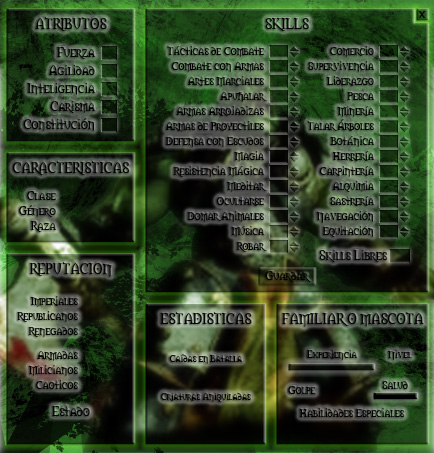 ATRIBUTOS
Fuerza
Agilidad
Inteligencia
Carisma
Constitución
CARACTERISTICAS
Clase
Género
Raza
REPUTACION
Imperiales
Republicanos
Renegados
Armadas
Milicianos
Caoticos
Estado
SKILLS
X
Tácticas de Combate
Combate con Armas
Artes Marciales
Apuñalar
Armas Arrojadizas
Armas de Proyectiles
Defensa con Escudos
Magia
Resistencia Mágica
Meditar
Ocultarse
Domar Animales
Música
Robar
Comercio
Supervivencia
Liderazgo
Pesca
Minería
Talar Árboles
Botánica
Herrería
Carpintería
Alquimia
Sastrería
Navegación
Equitación
Skills Libres
Guardar
ESTADISTICAS
Caídas en Batalla
Criaturas Aniquiladas
FAMILIAR O MASCOTA
Experiencia
Nivel
Golpe
Salud
Habilidades Especiales